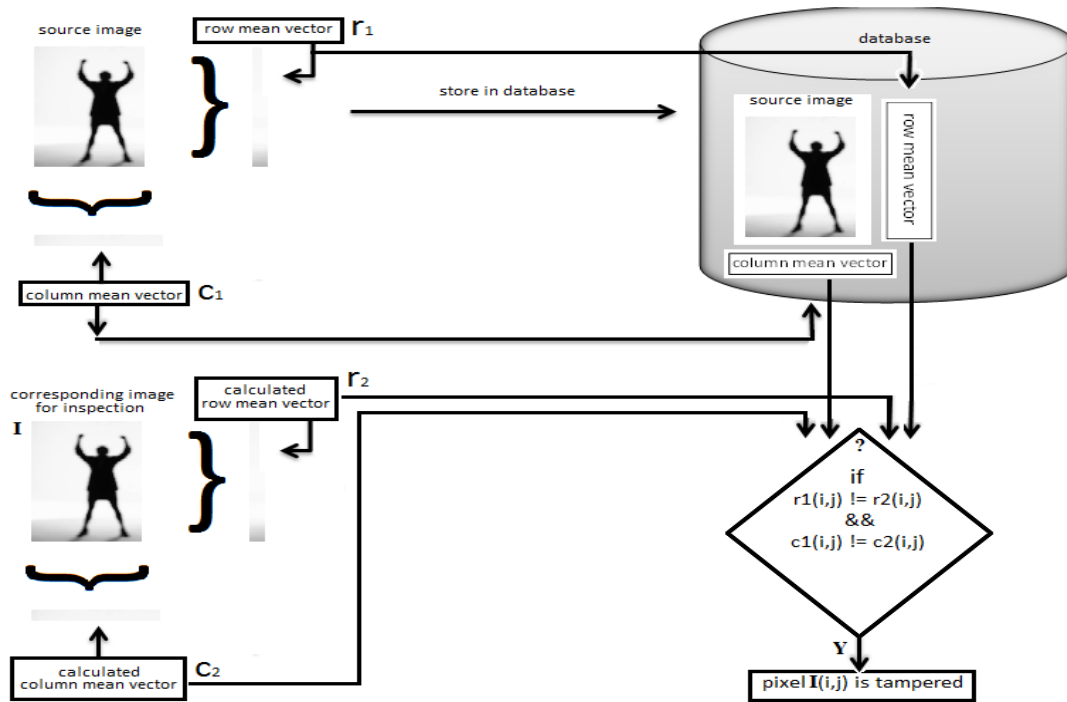 source image
row mean vector
r1
database
store in database
source image
row mean vector
column mean vector
column mean vector
C1
corresponding image
for inspection
I
calculated
row mean vector
r2
?
if
r1(i,j) != r2(i,j)
&&
c1(i,j) != c2(i,j)
Y
calculated
column mean vector
C2
pixel I(i,j) is tampered